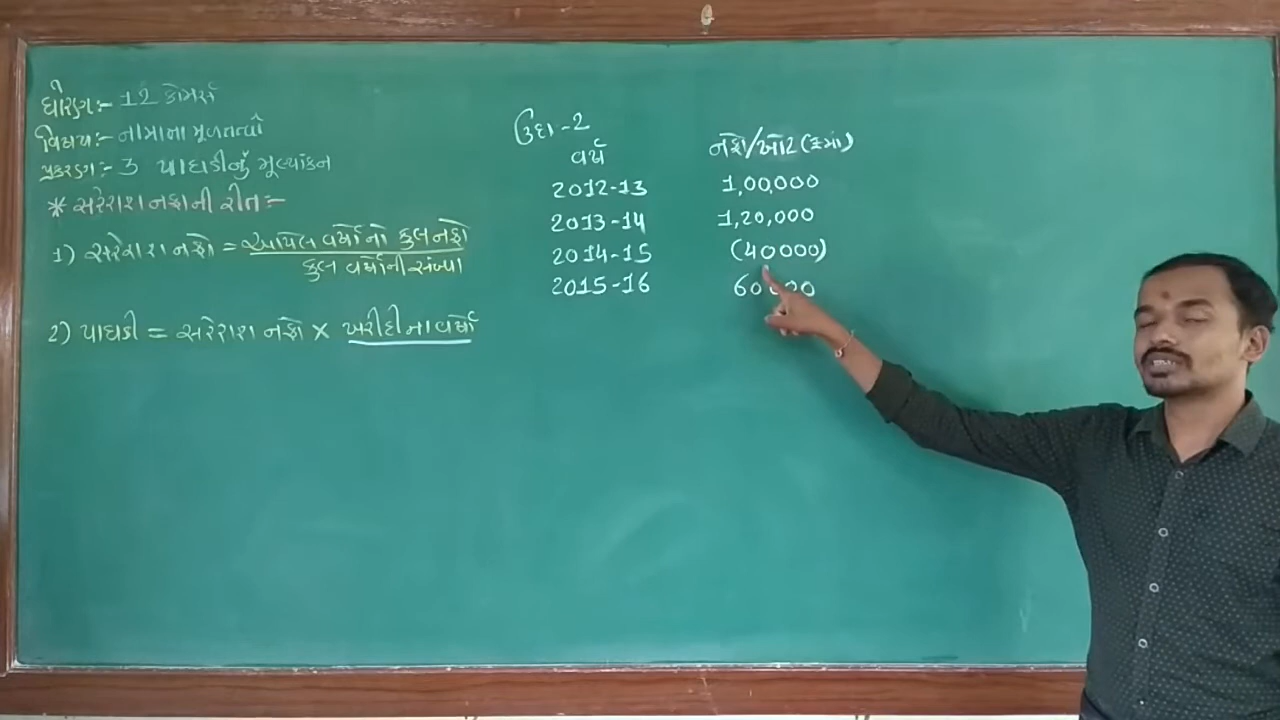 ધોરણ:- 12 કોમર્સ
વિષય:- નામાના મૂળતત્વો
પ્રકરણ:- 3 પાઘડીનું મૂલ્યાંકન
* સરેરાશ નફાની રીત:-
1) સરેરાશ નફો = આપેલ વર્ષોનો કુલ નફો
કુલ વર્ષોની સંખ્યા
2) પાઘડી = સરેરાશ નફો × ખરીદીના વર્ષો
ઉદા-2
વર્ષ નફો/ખોટ (રૂમાં)
2012-13 1,00,000
2013-14 1,20,000
2014-15 (40000)
2015-16 60000